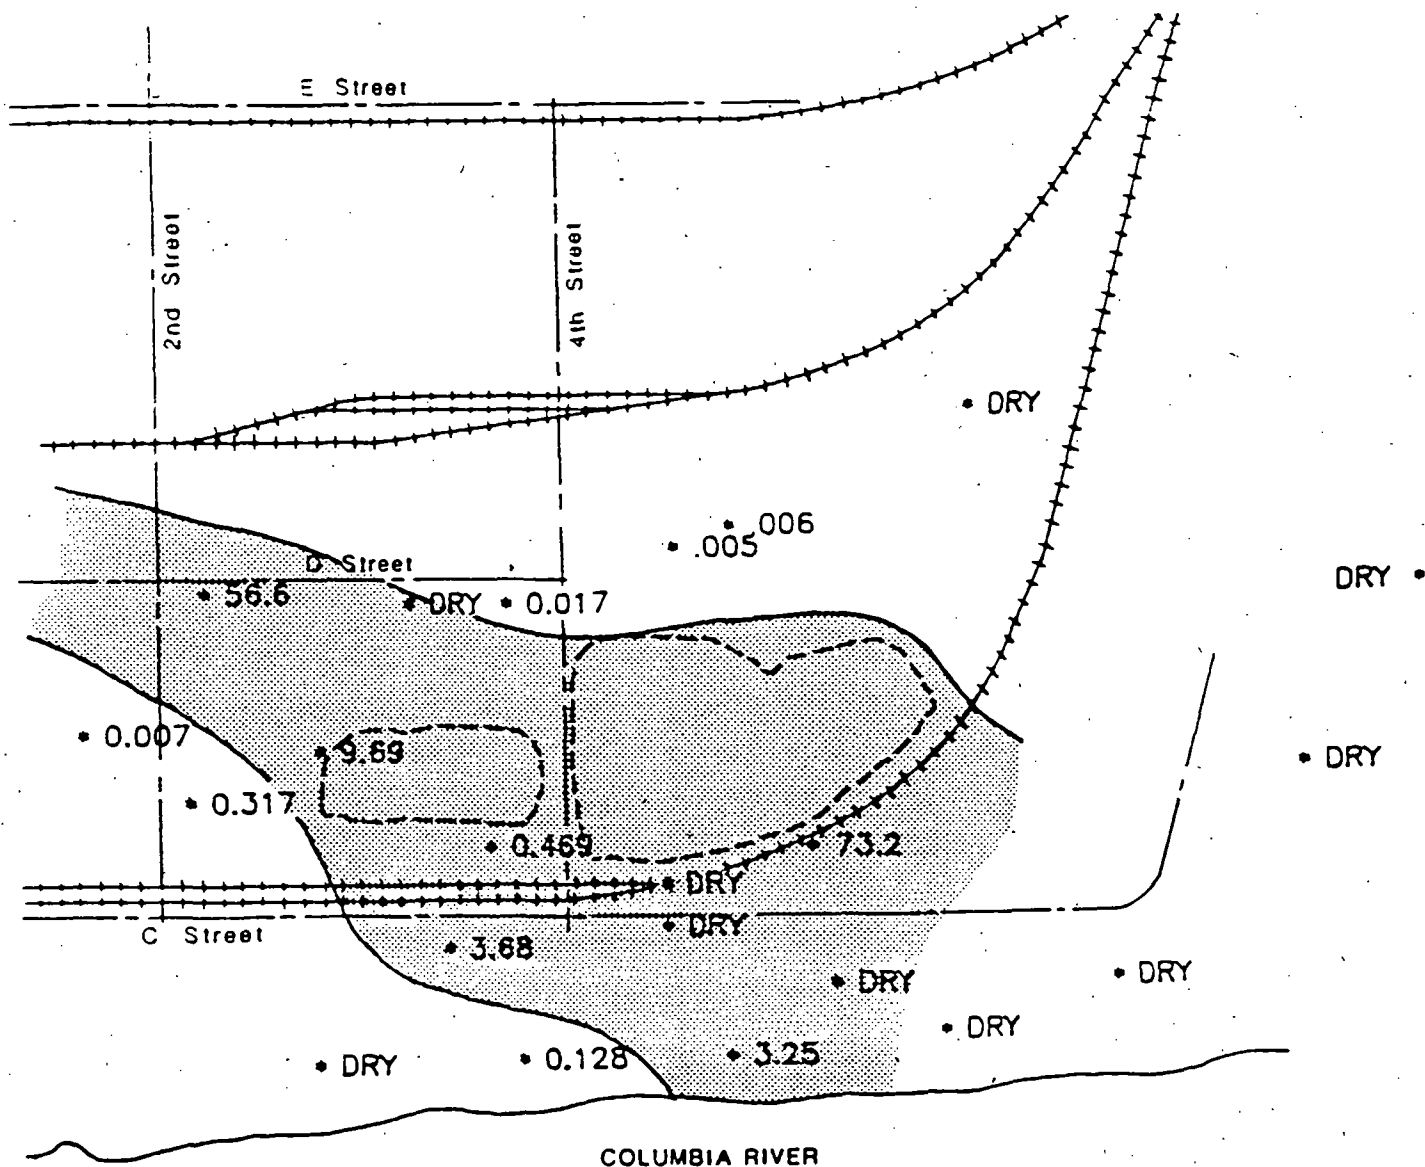 E Street
2nd Street
4th Street
DRY
.006
.005
D Street
DRY
56.6
DRY
0.017
0.007
9.69
DRY
0.317
0.469
73.2
DRY
DRY
C Street
3.68
DRY
DRY
DRY
DRY
0.128
3.25
COLUMBIA RIVER